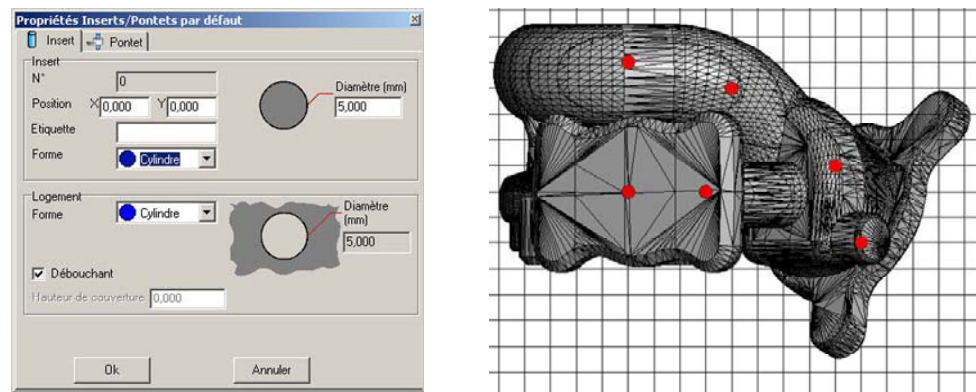 Propriétés Inserts/Pontets par défaut
Insert
Pontet
Insert
N°
0
Position X 0,000 Y 0,000
Diamètre (mm)
5,000
Etiquette
Forme
Cylindre
Logement
Forme
Cylindre
Diamètre
(mm)
5,000
Débouchant
Hauteur de couverture 0,000
Ok
Annuler